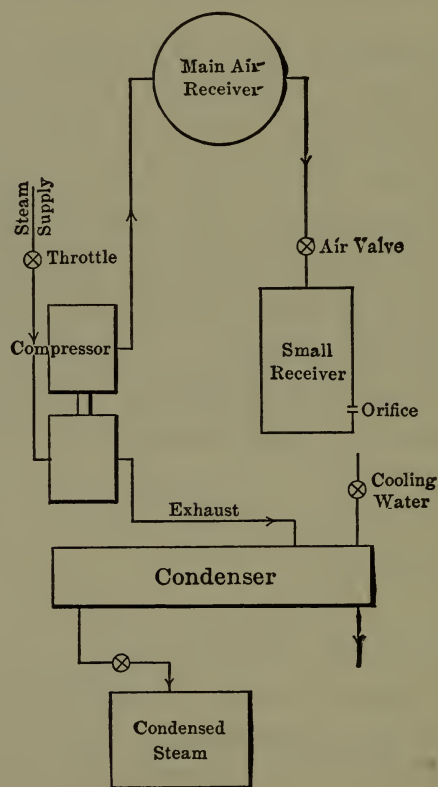 Main Air
Receiver
Steam
Supply
Throttle
Air Valve
Compressor
Small
Receiver
Orifice
Cooling
Water
Exhaust
Condenser
Condensed
Steam